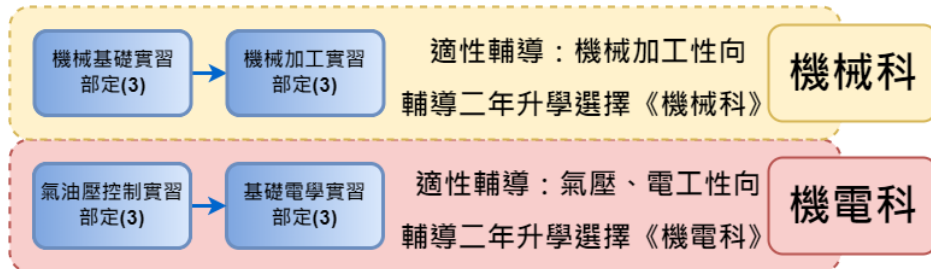 機械基礎實習
部定(3)
機械加工實習
部定(3)
適性輔導：機械加工性向
輔導二年升學選擇《機械科》
機械科
氣油壓控制實習
部定(3)
基礎電學實習
部定(3)
適性輔導：氣壓、電工性向
輔導二年升學選擇《機電科》
機電科